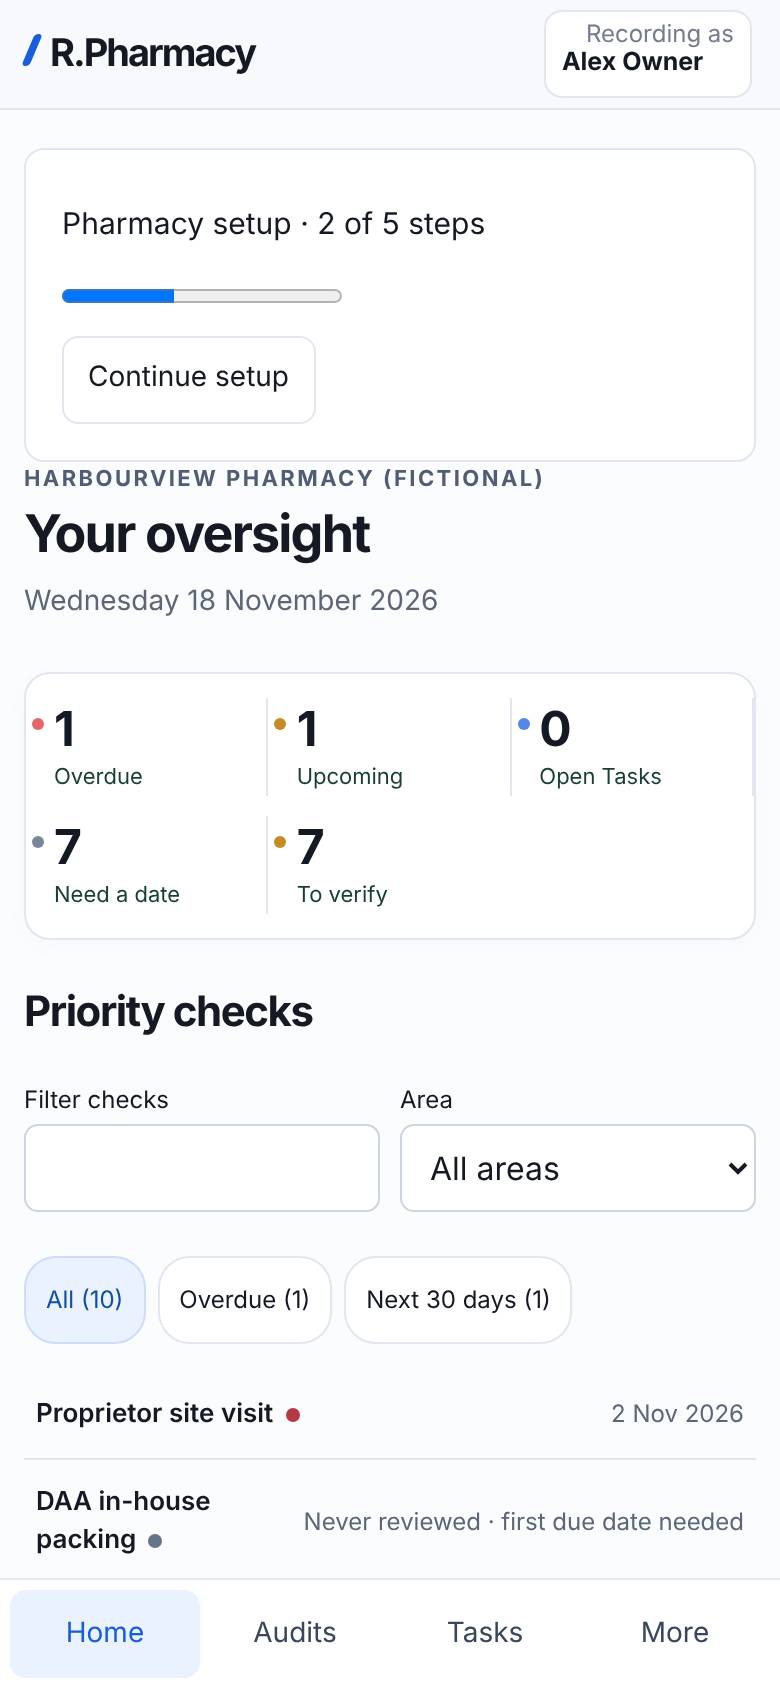 R.Pharmacy
Recording as
Alex Owner
Pharmacy setup · 2 of 5 steps
Continue setup
HARBOURVIEW PHARMACY (FICTIONAL)
Your oversight
Wednesday 18 November 2026
1
Overdue
1
Upcoming
0
Open Tasks
7
Need a date
7
To verify
Priority checks
Filter checks
Area
All areas
All (10)
Overdue (1)
Next 30 days (1)
Proprietor site visit
2 Nov 2026
DAA in-house
packing
Never reviewed · first due date needed
Home
Audits
Tasks
More